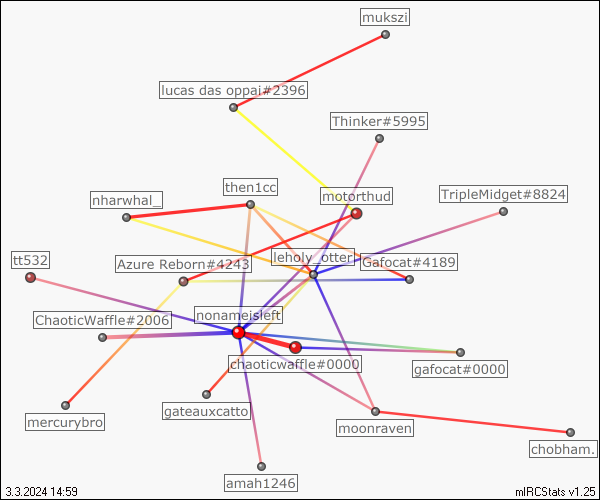 mukszi
lucas das oppai#2396
Thinker#5995
then1cc
nharwhal_
motorthud
TripleMidget#8824
tt532
Azure Reborn#4243
leholy_otter
Gafocat#4189
nonameisleft
ChaoticWaffle#2006
chaoticwaffle#0000
gafocat#0000
mercurybro
gateauxcatto
moonraven
chobham.
amah1246
3.3.2024 14:59
mIRCStats v1.25